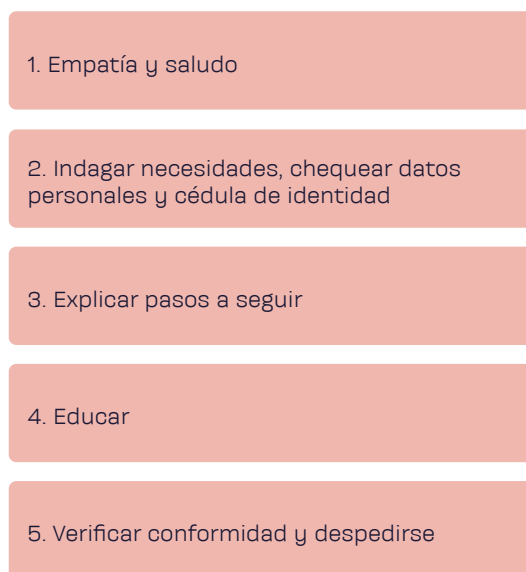 1. Empatía y saludo
2. Indagar necesidades, chequear datos
personales y cédula de identidad
3. Explicar pasos a seguir
4. Educar
5. Verificar conformidad y despedirse